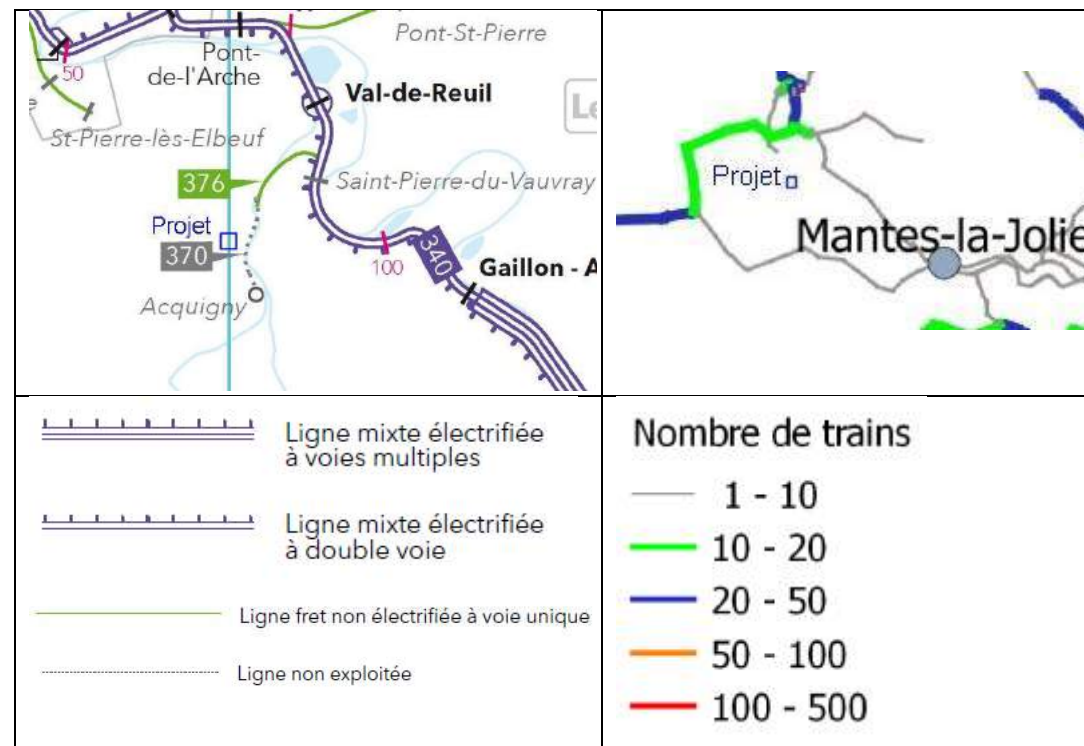 Pont-St-Pierre
50
Pont-
de-l'Arche
Val-de-Reuil
St-Pierre-lès-Elbeuf
376
Saint-Pierre-du-Vauvray
Projet
370
340
100
Gaillon - A
Acquigny
Projet
Mantes-la-Jolie
Ligne mixte électrifiée
à voies multiples
Ligne mixte électrifiée
à double voie
Ligne fret non électrifiée à voie unique
Ligne non exploitée
Nombre de trains
1 - 10
10 - 20
20 - 50
50 - 100
100 - 500